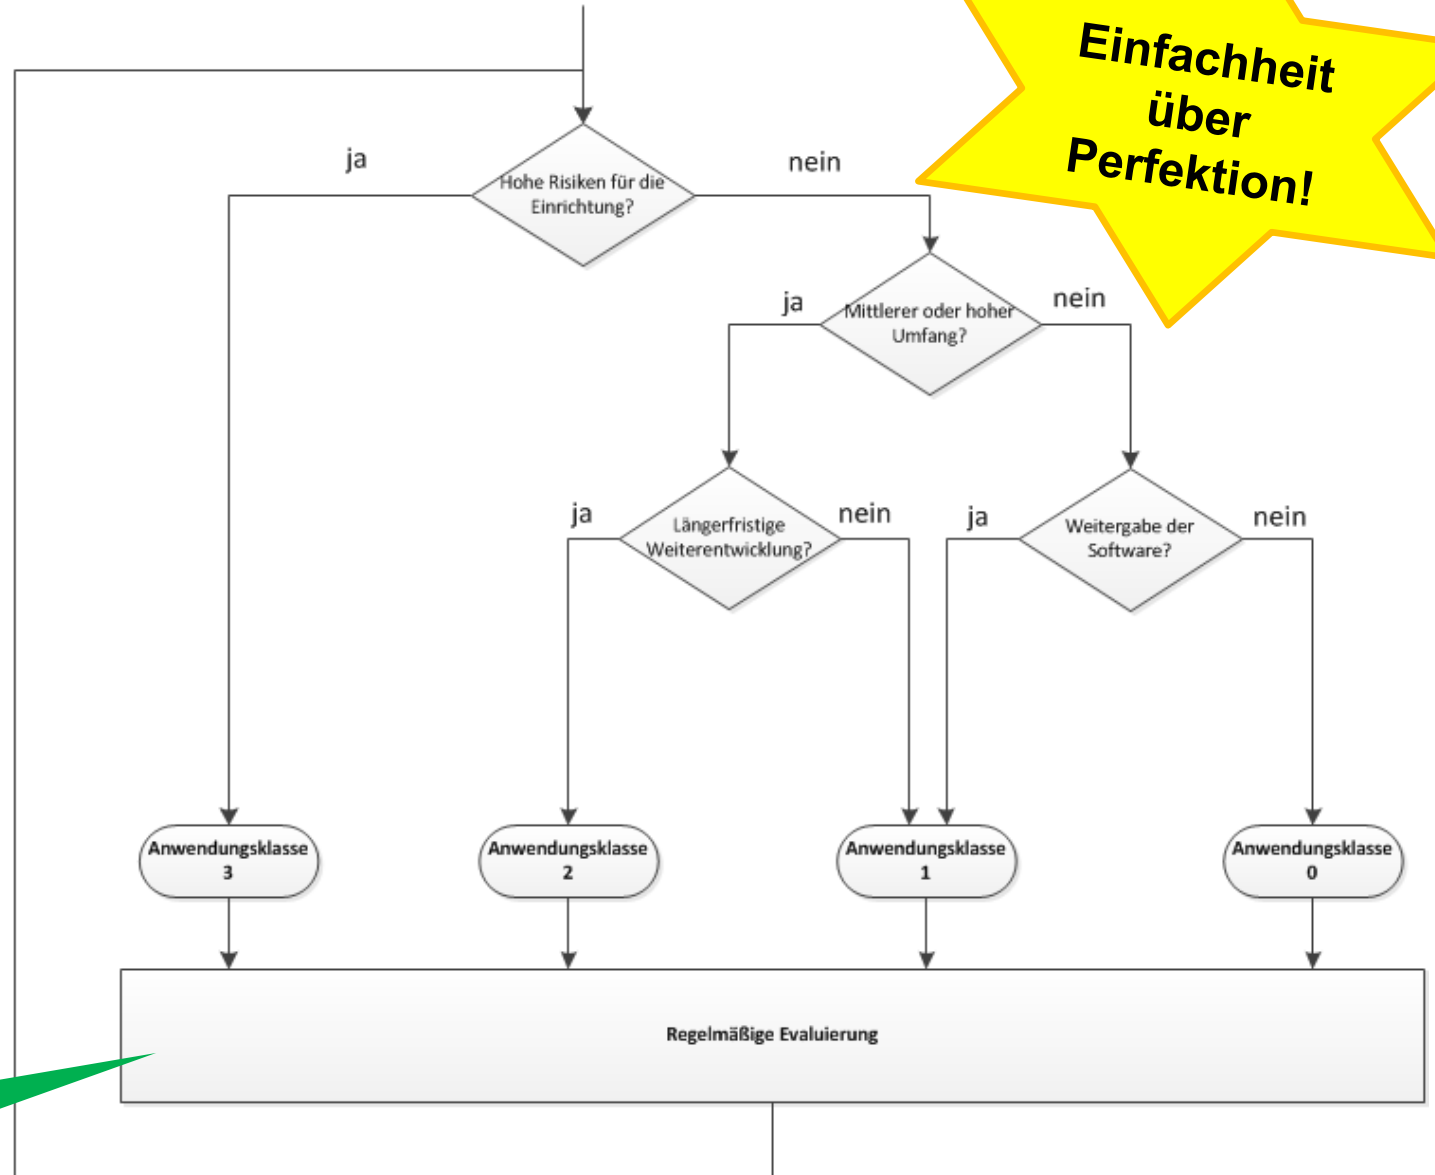 Einfachheit
über
Perfektion!
ja
nein
Hohe Risiken für die
Einrichtung?
ja
nein
Mittlerer oder hoher
Umfang?
ja
nein
ja
nein
Längerfristige
Weiterentwicklung?
Weitergabe der
Software?
Anwendungsklasse
3
Anwendungsklasse
2
Anwendungsklasse
1
Anwendungsklasse
0
Regelmäßige Evaluierung